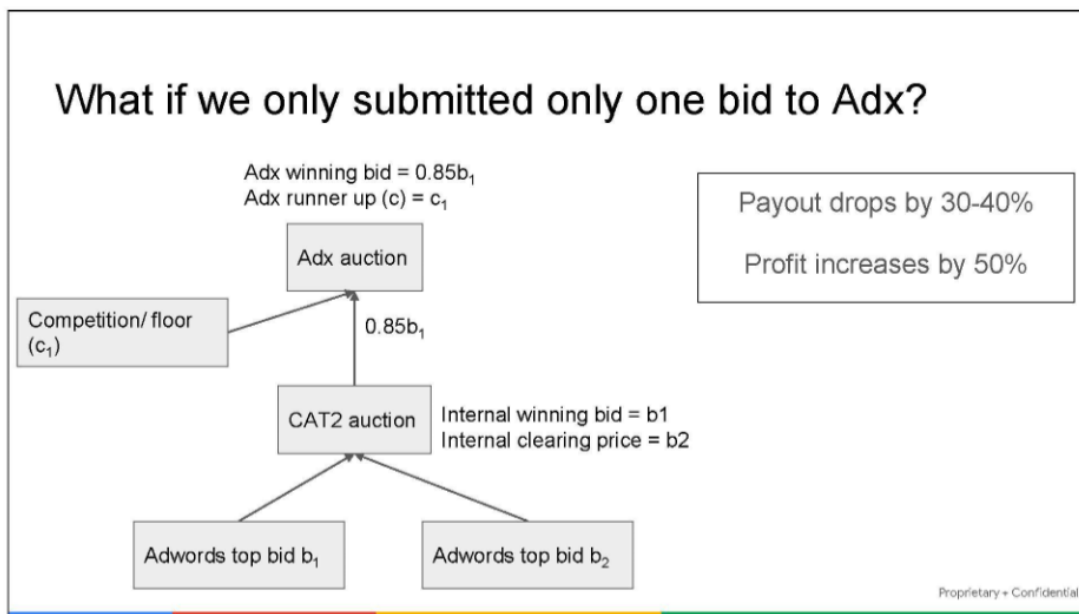 What if we only submitted only one bid to Adx?
Adx winning bid = 0.85b₁
Adx runner up (c) = c₁
Payout drops by 30-40%
Profit increases by 50%
Adx auction
Competition/ floor
(c₁)
0.85b₁
CAT2 auction
Internal winning bid = b1
Internal clearing price = b2
Adwords top bid b₁
Adwords top bid b₂
Proprietary + Confidential